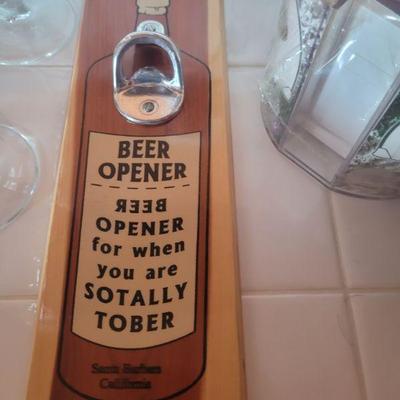 BEER
OPENER
BEER
OPENER
for when
you are
SOTALLY
TOBER
Santa Barbara
California